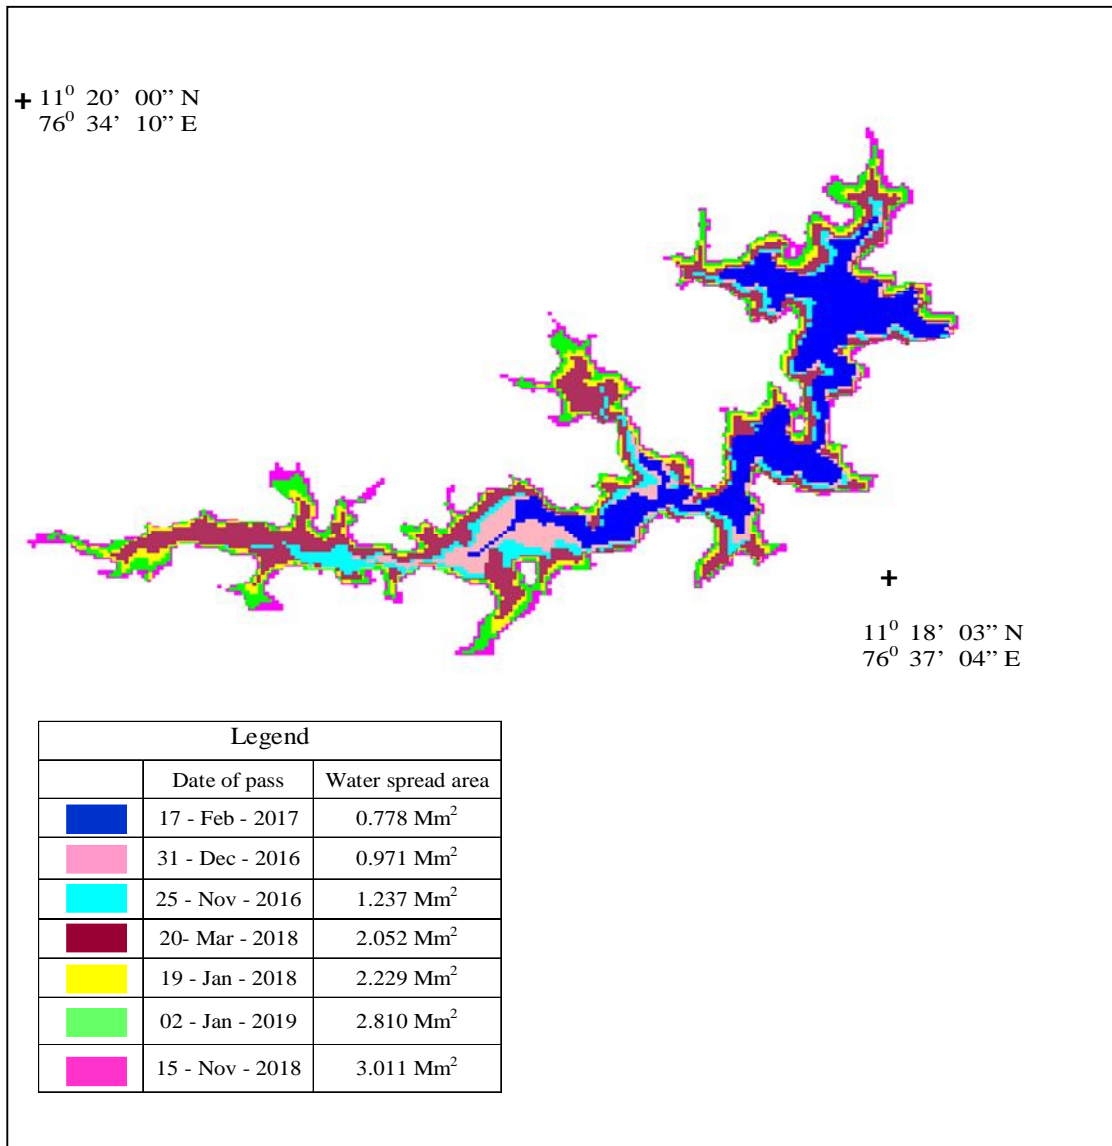 + 11⁰ 20’ 00” N
76⁰ 34’ 10” E
+
11⁰ 18’ 03” N
76⁰ 37’ 04” E
Legend
Date of pass Water spread area
17 - Feb - 2017 0.778 Mm²
31 - Dec - 2016 0.971 Mm²
25 - Nov - 2016 1.237 Mm²
20- Mar - 2018 2.052 Mm²
19 - Jan - 2018 2.229 Mm²
02 - Jan - 2019 2.810 Mm²
15 - Nov - 2018 3.011 Mm²